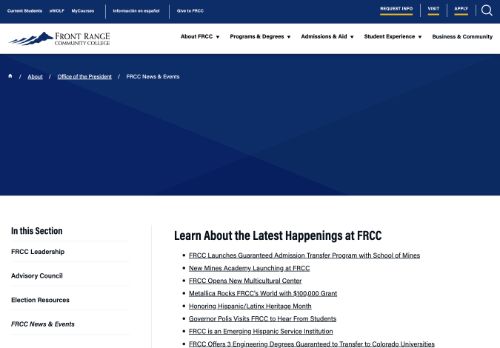 Current Students eWOLF MyCourses Información en español Give to FRCC REQUEST INFO VISIT APPLY
FRONT RANGE
COMMUNITY COLLEGE
About FRCC ▼ Programs & Degrees ▼ Admissions & Aid ▼ Student Experience ▼ Business & Community
/ About / Office of the President / FRCC News & Events
In this Section
FRCC Leadership
Advisory Council
Election Resources
FRCC News & Events
Learn About the Latest Happenings at FRCC
FRCC Launches Guaranteed Admission Transfer Program with School of Mines
New Mines Academy Launching at FRCC
FRCC Opens New Multicultural Center
Metallica Rocks FRCC's World with $100,000 Grant
Honoring Hispanic/Latinx Heritage Month
Governor Polis Visits FRCC to Hear From Students
FRCC is an Emerging Hispanic Service Institution
FRCC Offers 3 Engineering Degrees Guaranteed to Transfer to Colorado Universities